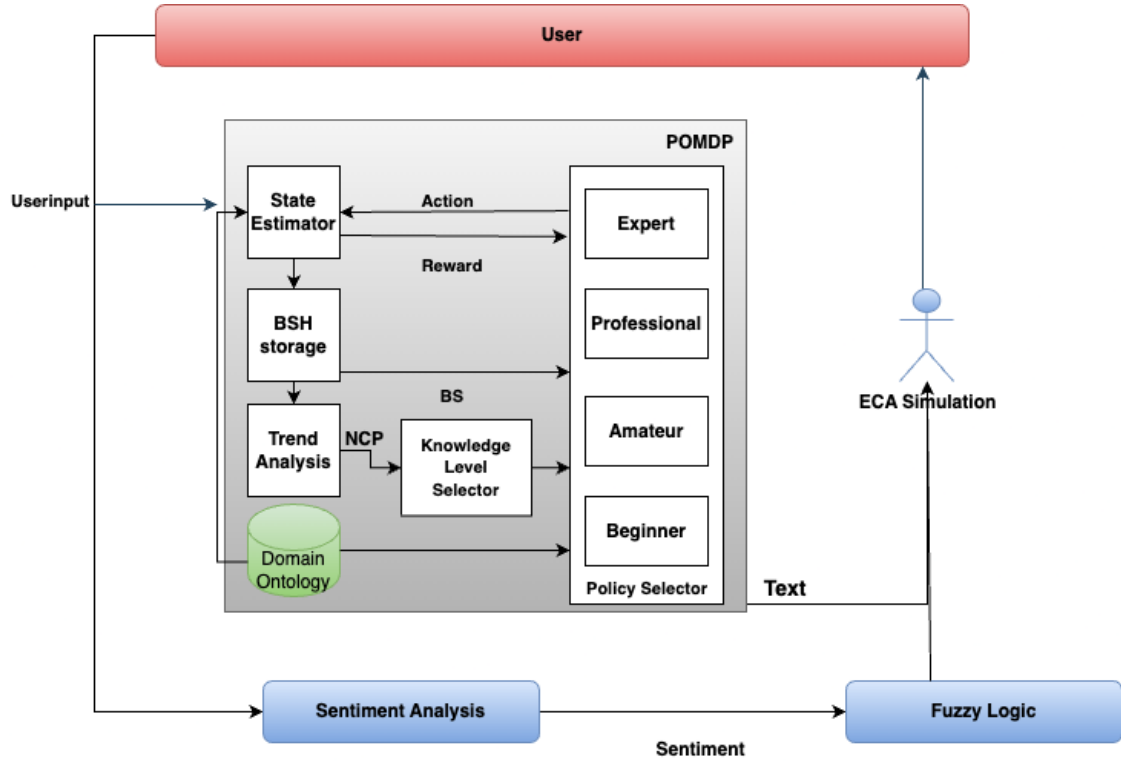 User
POMDP
Userinput
State
Estimator
Action
Reward
Expert
BSH
storage
Professional
BS
ECA Simulation
Trend
Analysis
NCP
Knowledge
Level
Selector
Amateur
Beginner
Domain
Ontology
Policy Selector
Text
Sentiment Analysis
Sentiment
Fuzzy Logic